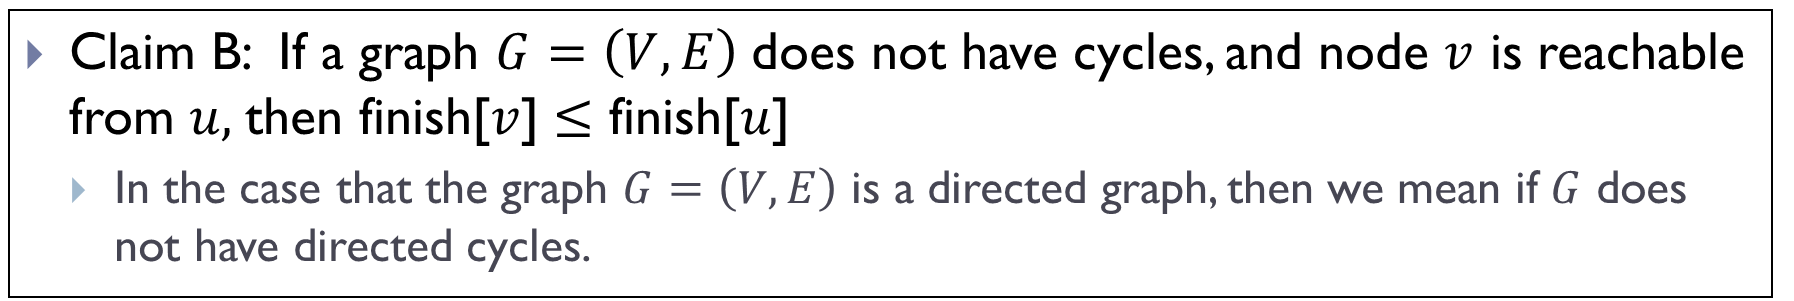 Claim B: If a graph G = (V, E) does not have cycles, and node v is reachable
from u, then finish[v] ≤ finish[u]
In the case that the graph G = (V, E) is a directed graph, then we mean if G does
not have directed cycles.